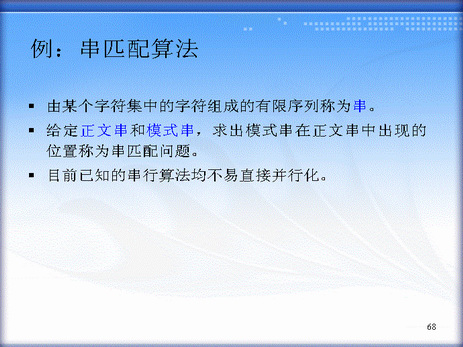 例：串匹配算法
▪ 由某个字符集中的字符组成的有限序列称为串。
▪ 给定正文串和模式串，求出模式串在正文串中出现的
位置称为串匹配问题。
▪ 目前已知的串行算法均不易直接并行化。
68